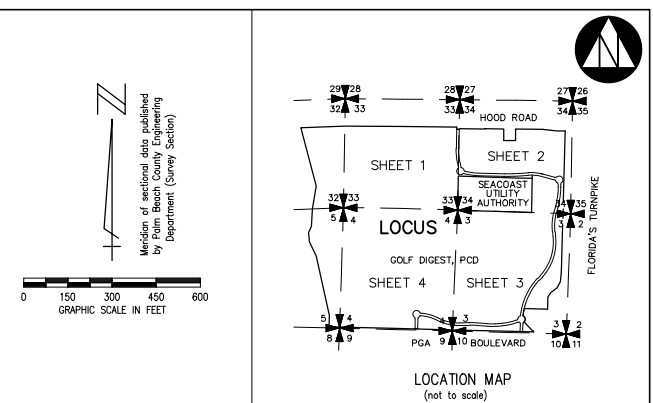 N
Meridian of sectional data published
by Palm Beach County Engineering
Department (Survey Section)
0 150 300 450 600
GRAPHIC SCALE IN FEET
N
29 28
32 33
28 27
33 34
27 26
34 35
HOOD ROAD
SHEET 1
SHEET 2
SEACOAST
UTILITY
AUTHORITY
32 33
5 4
33 34
4 3
34 35
3 2
LOCUS
FLORIDA'S TURNPIKE
GOLF DIGEST, PCD
SHEET 4
SHEET 3
5 4
8 9
4 3
9 10
3 2
10 11
PGA BOULEVARD
LOCATION MAP
(not to scale)